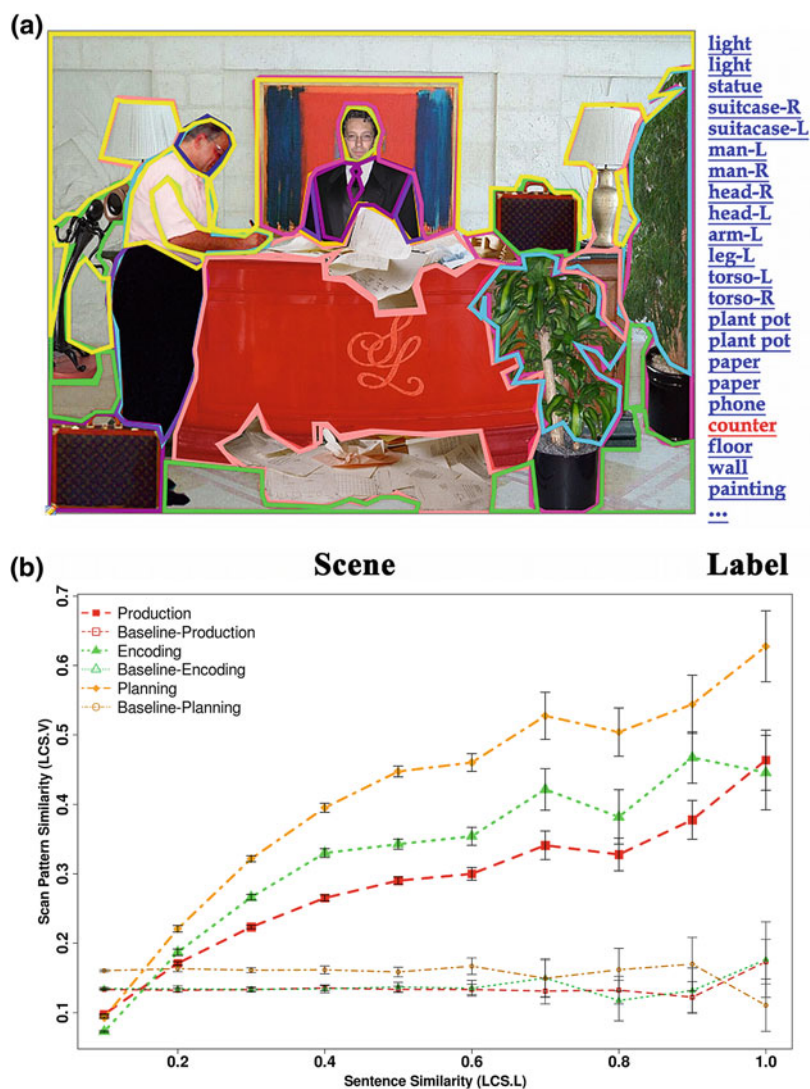 (a)
light
light
statue
suitcase-R
suitacase-L
man-L
man-R
head-R
head-L
arm-L
leg-L
torso-L
torso-R
plant pot
plant pot
paper
paper
phone
counter
floor
wall
painting
...
SL
(b) Scene Label
Production
Baseline-Production
Encoding
Baseline-Encoding
Planning
Baseline-Planning
Scan Pattern Similarity (LCS.V)
0.7
0.6
0.5
0.4
0.3
0.2
0.1
0.2 0.4 0.6 0.8 1.0
Sentence Similarity (LCS.L)